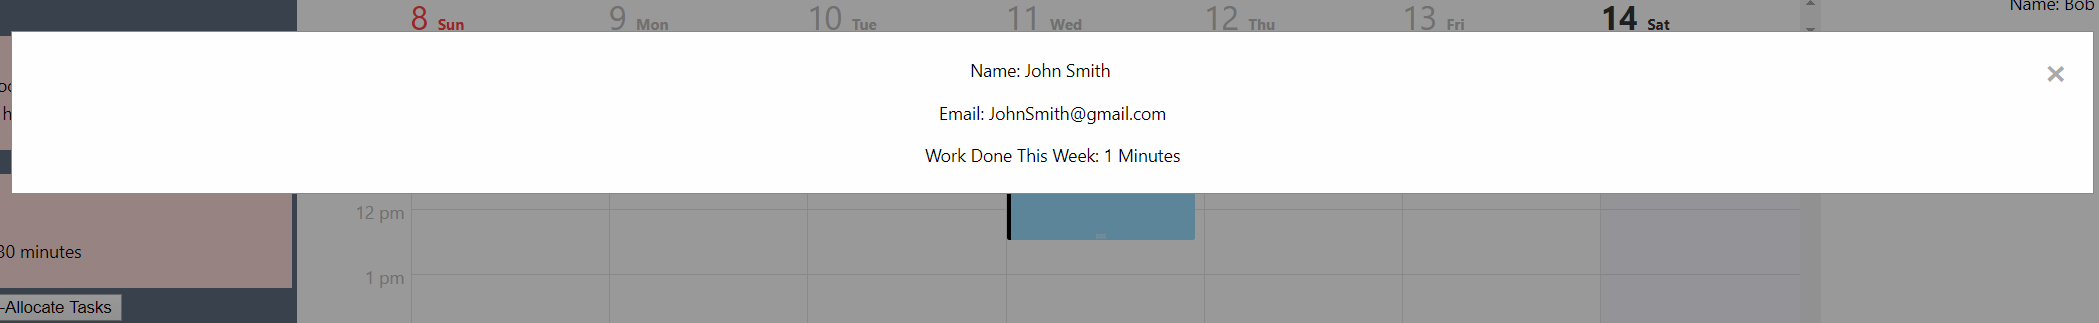 8 Sun 9 Mon 10 Tue 11 Wed 12 Thu 13 Fri 14 Sat
Name: Bob
Name: John Smith
×
Email: JohnSmith@gmail.com
Work Done This Week: 1 Minutes
12 pm
30 minutes
1 pm
-Allocate Tasks